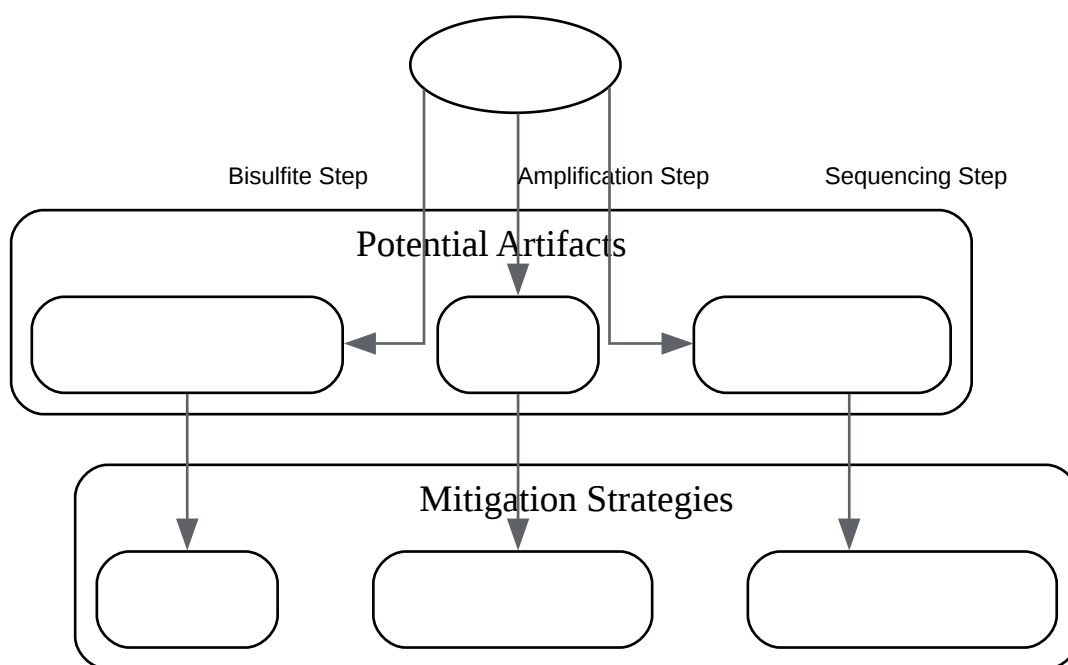 Bisulfite Step
Amplification Step
Sequencing Step
Potential Artifacts
Mitigation Strategies